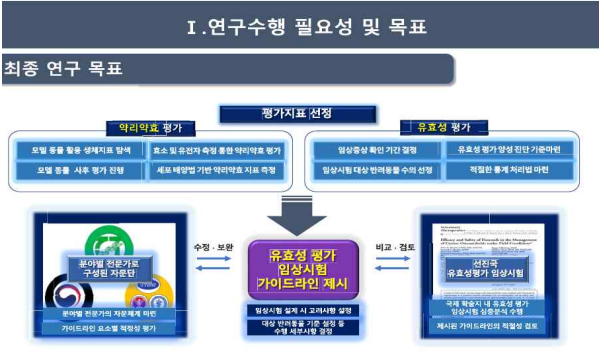 I.연구수행 필요성 및 목표
최종 연구 목표
평가지표 선정
약리약효 평가
유효성 평가
모델 동물 활용 생체지표 탐색
효소 및 유전자 측정 통한 약리약효 평가
임상증상 확인 기간 결정
유효성 평가 양성 진단 기준마련
모델 동물 사후 평가 진행
세포 배양법 기반 약리약효 지표 측정
임상시험 대상 반려동물 수의 선정
적절한 통계 처리법 마련
분야별 전문가로
구성된 자문단
분야별 전문가의 자문체계 마련
가이드라인 요소별 적정성 평가
수정 · 보완
유효성 평가
임상시험
가이드라인 제시
임상시험 설계 시 고려사항 설정
대상 반려동물 기준 설정 등
수행 세부사항 결정
비교 · 검토
Efficacy and Safety of in the Management
of Canine Osteoarthritis under Field Conditions
선진국
유효성평가 임상시험
국제 학술지 내 유효성 평가
임상시험 심층분석 수행
제시된 가이드라인의 적절성 검토